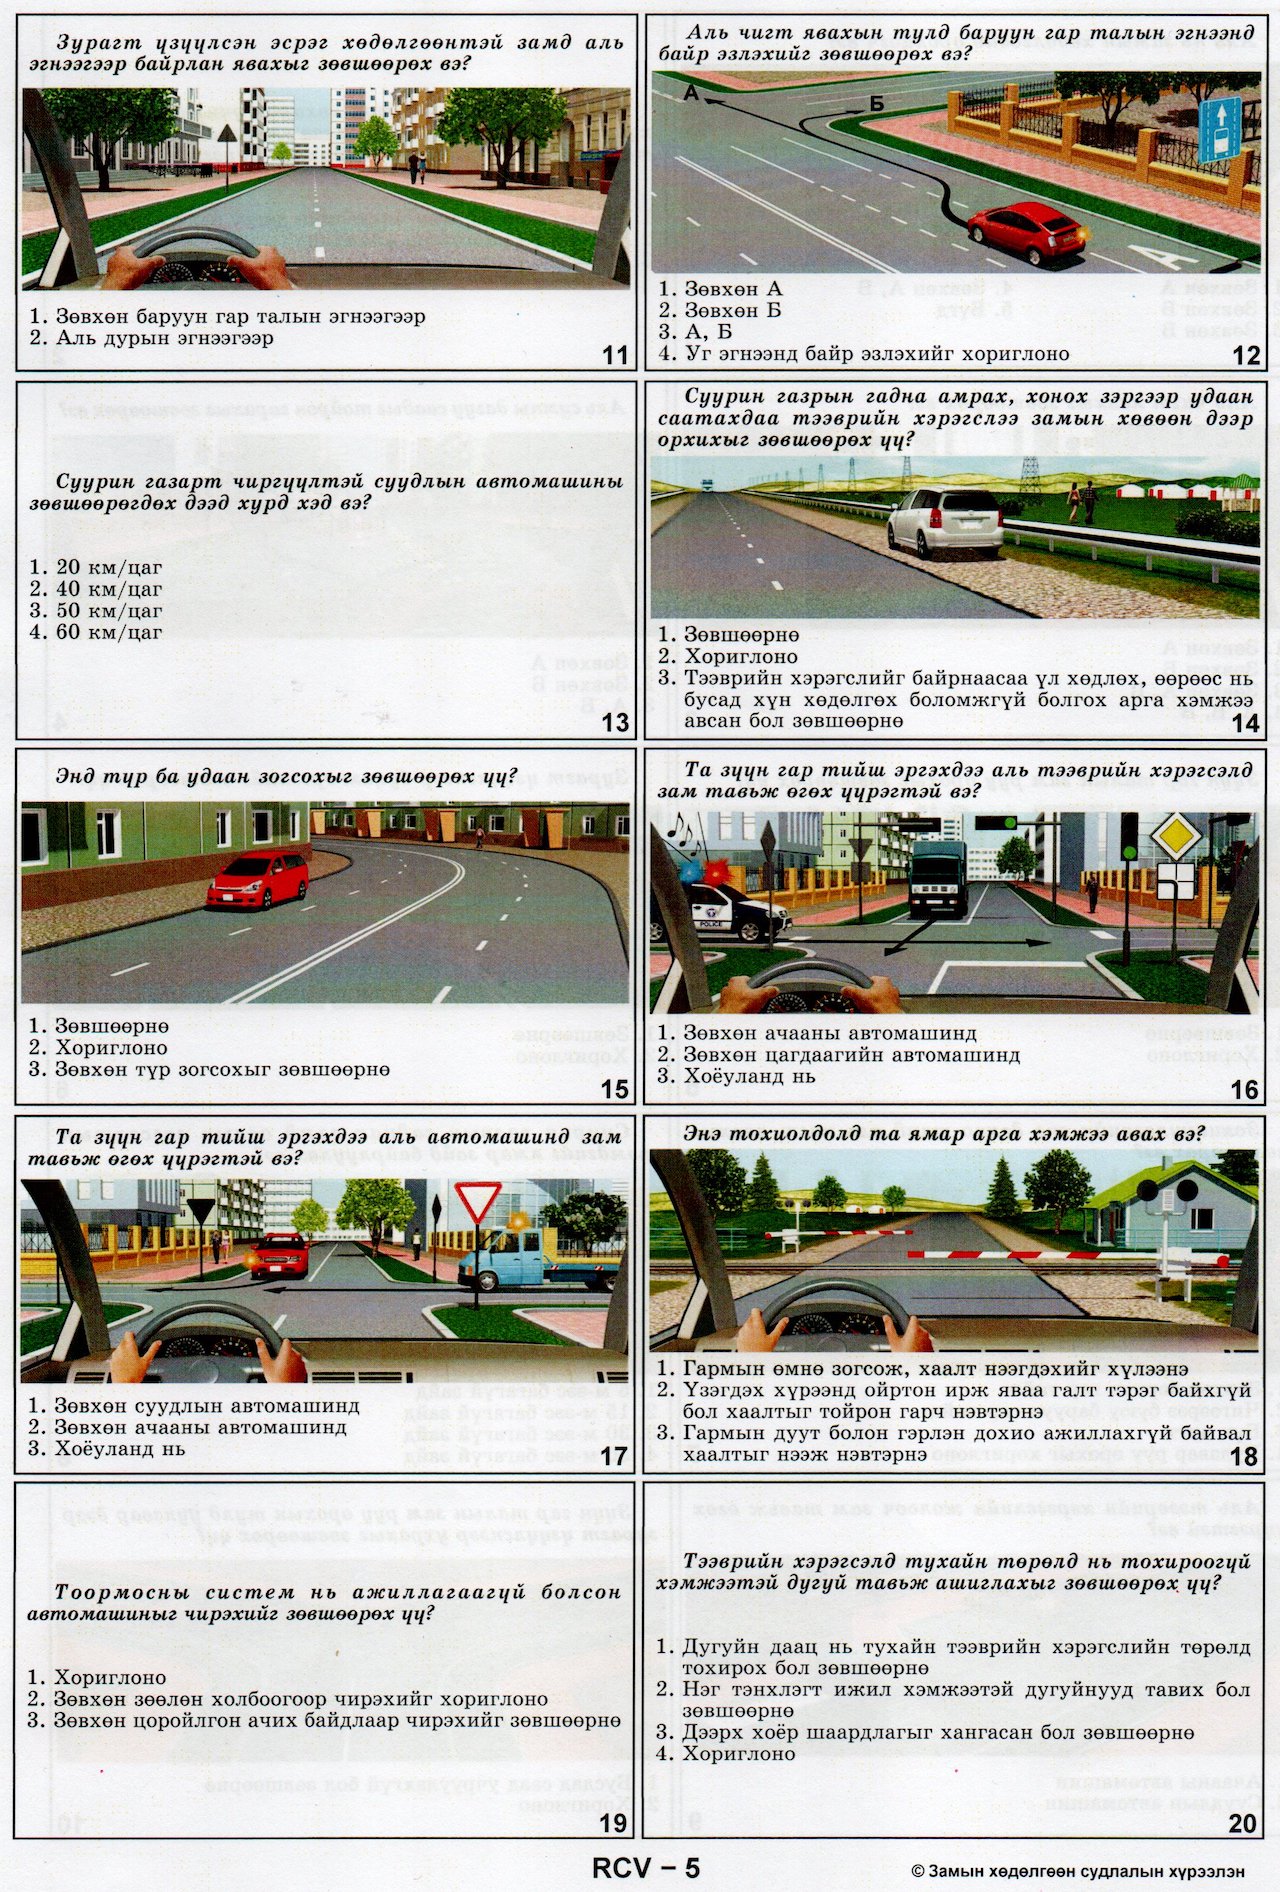 Зурагт үзүүлсэн эсрэг хөдөлгөөнтэй замд аль
эгнээгээр байрлан явахыг зөвшөөрөх вэ?
1. Зөвхөн баруун гар талын эгнээгээр
2. Аль дурын эгнээгээр
11
Аль чигт явахын тулд баруун гар талын эгнээнд
байр эзлэхийг зөвшөөрөх вэ?
А
Б
А
1. Зөвхөн А
2. Зөвхөн Б
3. А, Б
4. Уг эгнээнд байр эзлэхийг хориглоно
12
Суурин газарт чиргүүлтэй суудлын автомашины
зөвшөөрөгдөх дээд хурд хэд вэ?
1. 20 км/цаг
2. 40 км/цаг
3. 50 км/цаг
4. 60 км/цаг
13
Суурин газрын гадна амрах, хонох зэргээр удаан
саатахдаа тээврийн хэрэгслээ замын хөвөөн дээр
орхихыг зөвшөөрөх үү?
1. Зөвшөөрнө
2. Хориглоно
3. Тээврийн хэрэгслийг байрнаасаа үл хөдлөх, өөрөөс нь
бусад хүн хөдөлгөх боломжгүй болгох арга хэмжээ
авсан бол зөвшөөрнө
14
Энд түр ба удаан зогсохыг зөвшөөрөх үү?
1. Зөвшөөрнө
2. Хориглоно
3. Зөвхөн түр зогсохыг зөвшөөрнө
15
Та зүүн гар тийш эргэхдээ аль тээврийн хэрэгсэлд
зам тавьж өгөх үүрэгтэй вэ?
POLICE
1. Зөвхөн ачааны автомашинд
2. Зөвхөн цагдаагийн автомашинд
3. Хоёуланд нь
16
Та зүүн гар тийш эргэхдээ аль автомашинд зам
тавьж өгөх үүрэгтэй вэ?
1. Зөвхөн суудлын автомашинд
2. Зөвхөн ачааны автомашинд
3. Хоёуланд нь
17
Энэ тохиолдолд та ямар арга хэмжээ авах вэ?
1. Гармын өмнө зогсож, хаалт нээгдэхийг хүлээнэ
2. Үзэгдэх хүрээнд ойртон ирж яваа галт тэрэг байхгүй
бол хаалтыг тойрон гарч нэвтэрнэ
3. Гармын дуут болон гэрлэн дохио ажиллахгүй байвал
хаалтыг нээж нэвтэрнэ
18
Тоормосны систем нь ажиллагаагүй болсон
автомашиныг чирэхийг зөвшөөрөх үү?
1. Хориглоно
2. Зөвхөн зөөлөн холбоогоор чирэхийг хориглоно
3. Зөвхөн цоройлгон ачих байдлаар чирэхийг зөвшөөрнө
19
Тээврийн хэрэгсэлд тухайн төрөлд нь тохироогүй
хэмжээтэй дугуй тавьж ашиглахыг зөвшөөрөх үү?
1. Дугуйн даац нь тухайн тээврийн хэрэгслийн төрөлд
тохирох бол зөвшөөрнө
2. Нэг тэнхлэгт ижил хэмжээтэй дугуйнууд тавих бол
зөвшөөрнө
3. Дээрх хоёр шаардлагыг хангасан бол зөвшөөрнө
4. Хориглоно
20
RCV – 5
© Замын хөдөлгөөн судлалын хүрээлэн